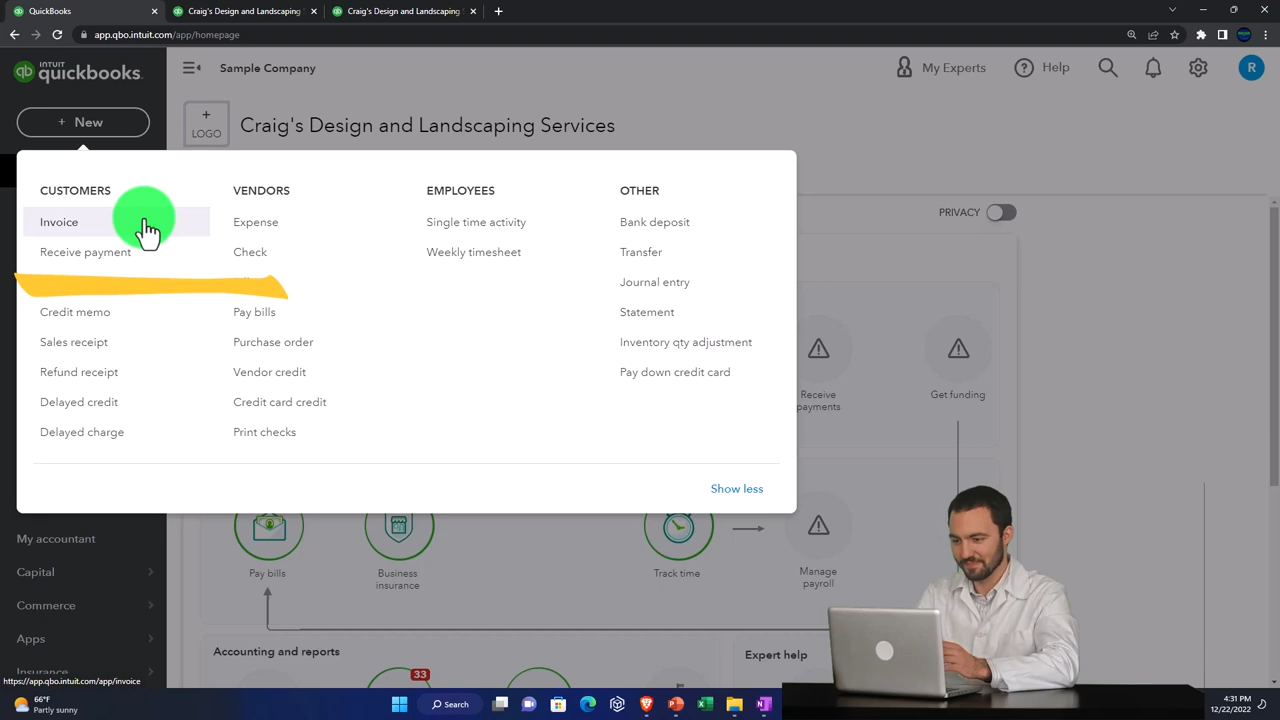 QuickBooks
Craig's Design and Landscaping S
Craig's Design and Landscaping S
app.qbo.intuit.com/app/homepage
INTUIT
quickbooks.
Sample Company
My Experts
Help
R
+ New
+
LOGO
Craig's Design and Landscaping Services
CUSTOMERS
VENDORS
EMPLOYEES
OTHER
Invoice
Expense
Single time activity
Bank deposit
PRIVACY
Receive payment
Check
Weekly timesheet
Transfer
Journal entry
Credit memo
Pay bills
Statement
Sales receipt
Purchase order
Inventory qty adjustment
Refund receipt
Vendor credit
Pay down credit card
Receive
payments
Get funding
Delayed credit
Credit card credit
Delayed charge
Print checks
Show less
My accountant
Capital
Commerce
Apps
Insurance
Pay bills
Business
insurance
Track time
Manage
payroll
Accounting and reports
Expert help
33
https://app.qbo.intuit.com/app/invoice
66°F
Partly sunny
Search
4:31 PM
12/22/2022